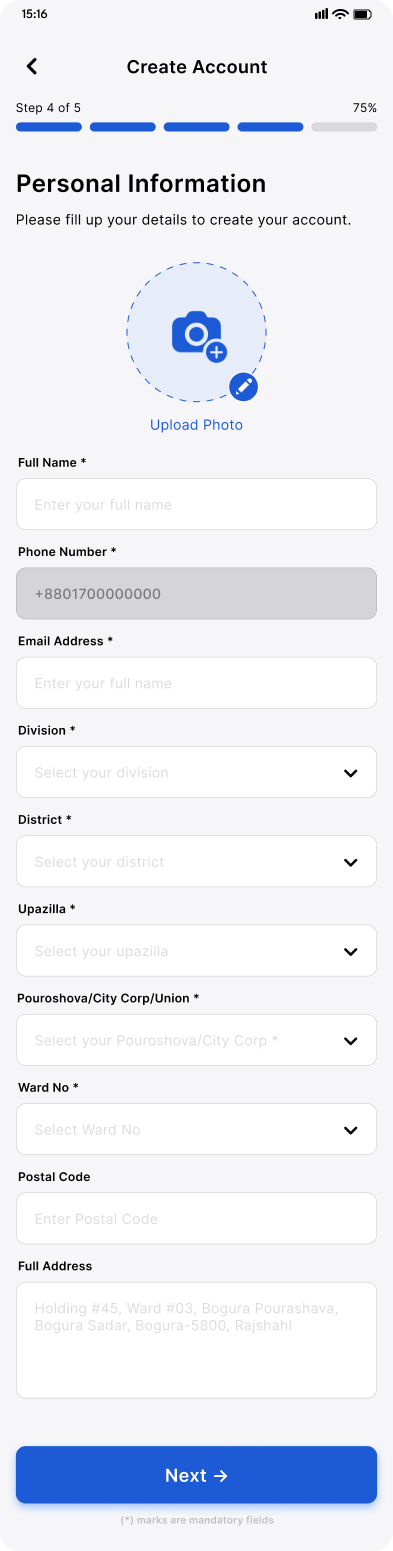 15:16
Create Account
Step 4 of 5
75%
Personal Information
Please fill up your details to create your account.
Upload Photo
Full Name *
Enter your full name
Phone Number *
+8801700000000
Email Address *
Enter your full name
Division *
Select your division
District *
Select your district
Upazilla *
Select your upazilla
Pouroshova/City Corp/Union *
Select your Pouroshova/City Corp *
Ward No *
Select Ward No
Postal Code
Enter Postal Code
Full Address
Holding #45, Ward #03, Bogura Pourashava,
Bogura Sadar, Bogura-5800, Rajshahi
Next →
(*) marks are mandatory fields